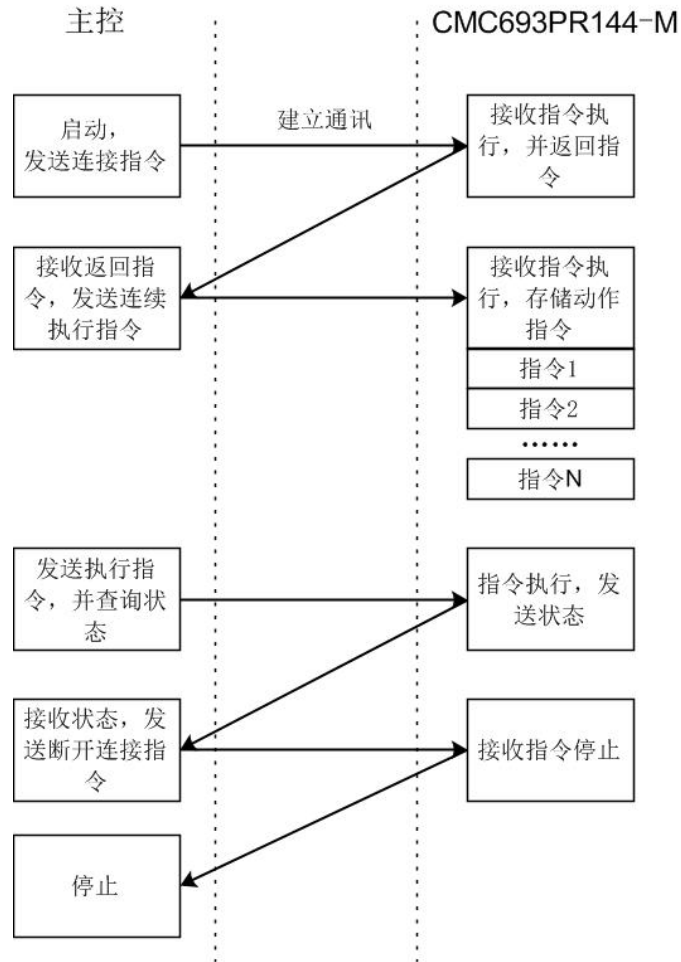 主控
CMC693PR144-M
启动，
发送连接指令
建立通讯
接收指令执
行，并返回指
令
接收返回指
令，发送连续
执行指令
接收指令执
行，存储动作
指令
指令1
指令2
……
指令N
发送执行指
令，并查询状
态
指令执行，发
送状态
接收状态，发
送断开连接指
令
接收指令停止
停止